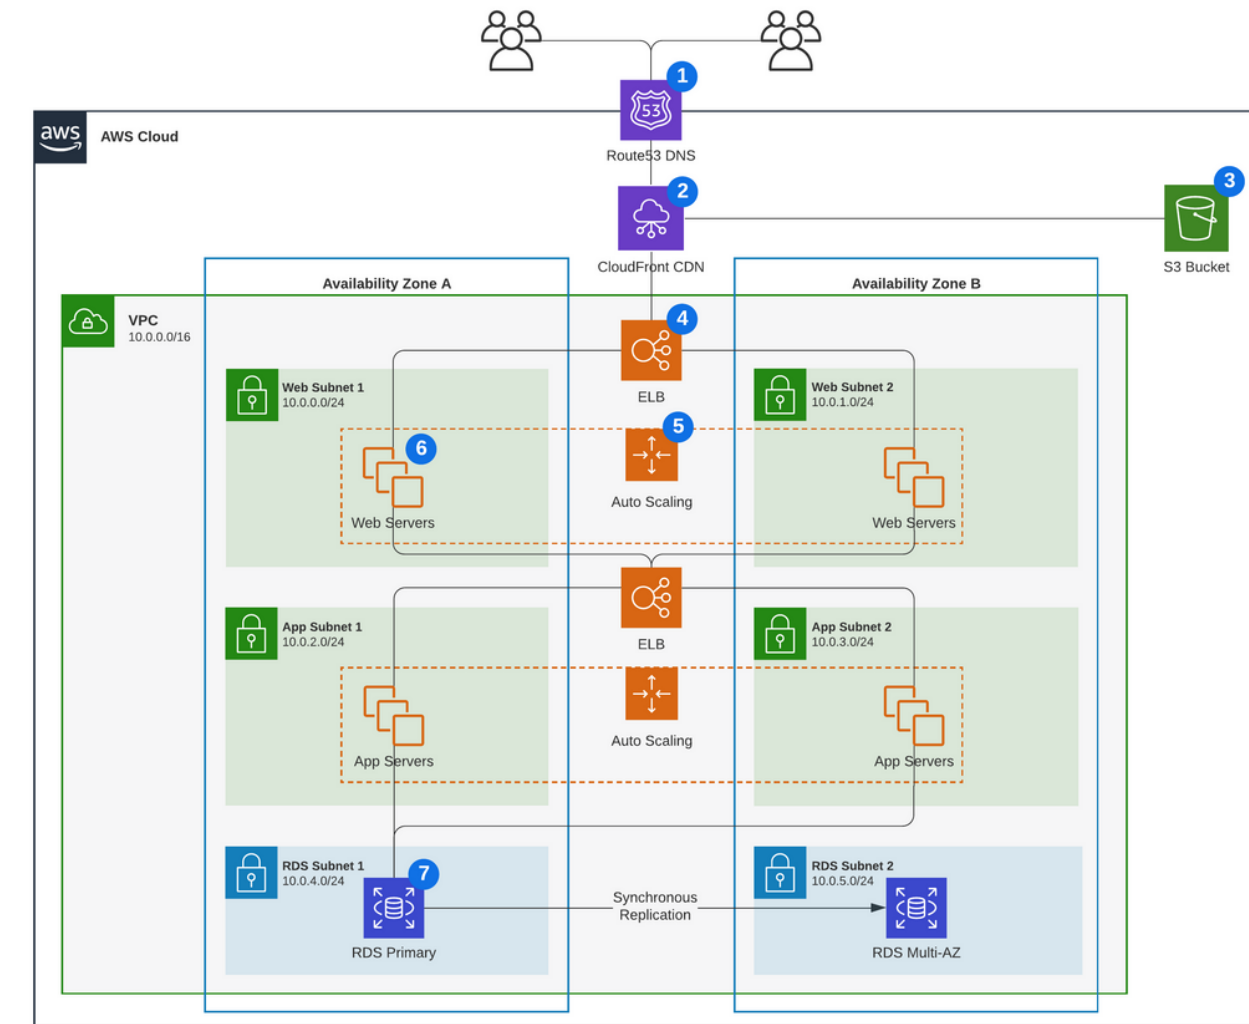 1
53
Route53 DNS
aws
AWS Cloud
2
CloudFront CDN
3
S3 Bucket
Availability Zone A
Availability Zone B
VPC
10.0.0.0/16
4
ELB
Web Subnet 1
10.0.0.0/24
Web Subnet 2
10.0.1.0/24
5
Auto Scaling
6
Web Servers
Web Servers
ELB
App Subnet 1
10.0.2.0/24
App Subnet 2
10.0.3.0/24
Auto Scaling
App Servers
App Servers
RDS Subnet 1
10.0.4.0/24
RDS Subnet 2
10.0.5.0/24
7
Synchronous
Replication
RDS Primary
RDS Multi-AZ